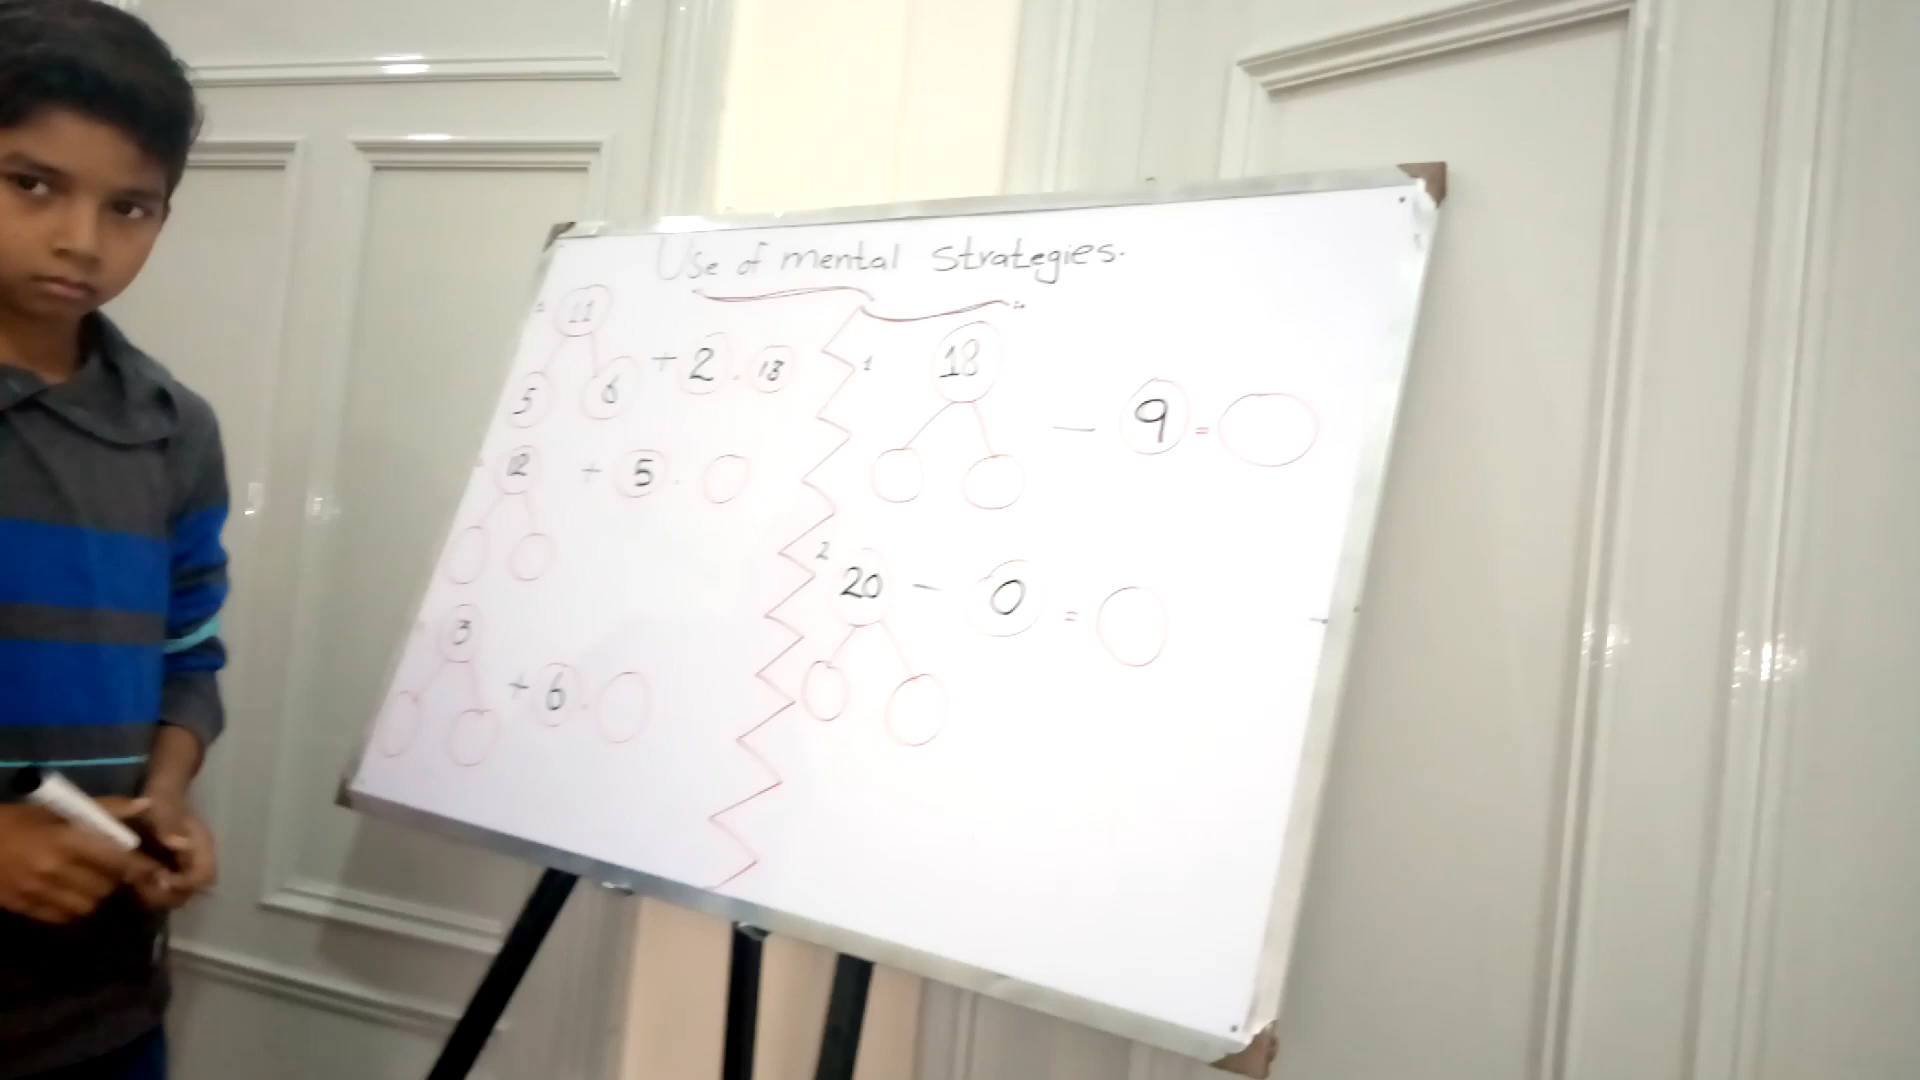 Use of mental strategies.
1 11
5 6 + 2 . 13
12 + 5 .
3
+ 6 .
1 18
- 9 =
2
20 - 0 =